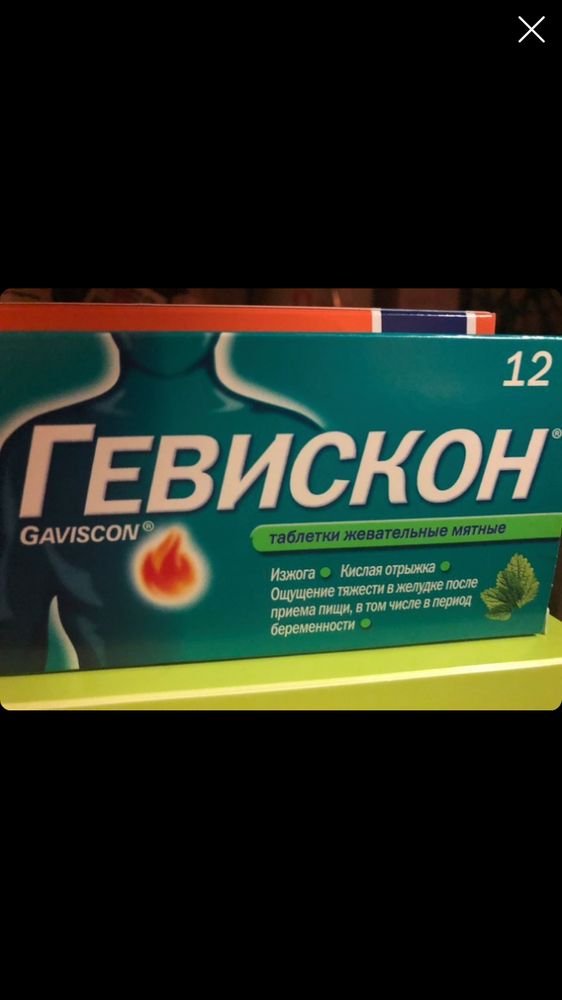 12
ГЕВИСКОН®
GAVISCON®
таблетки жевательные мятные
Изжога ● Кислая отрыжка ●
Ощущение тяжести в желудке после
приема пищи, в том числе в период
беременности ●